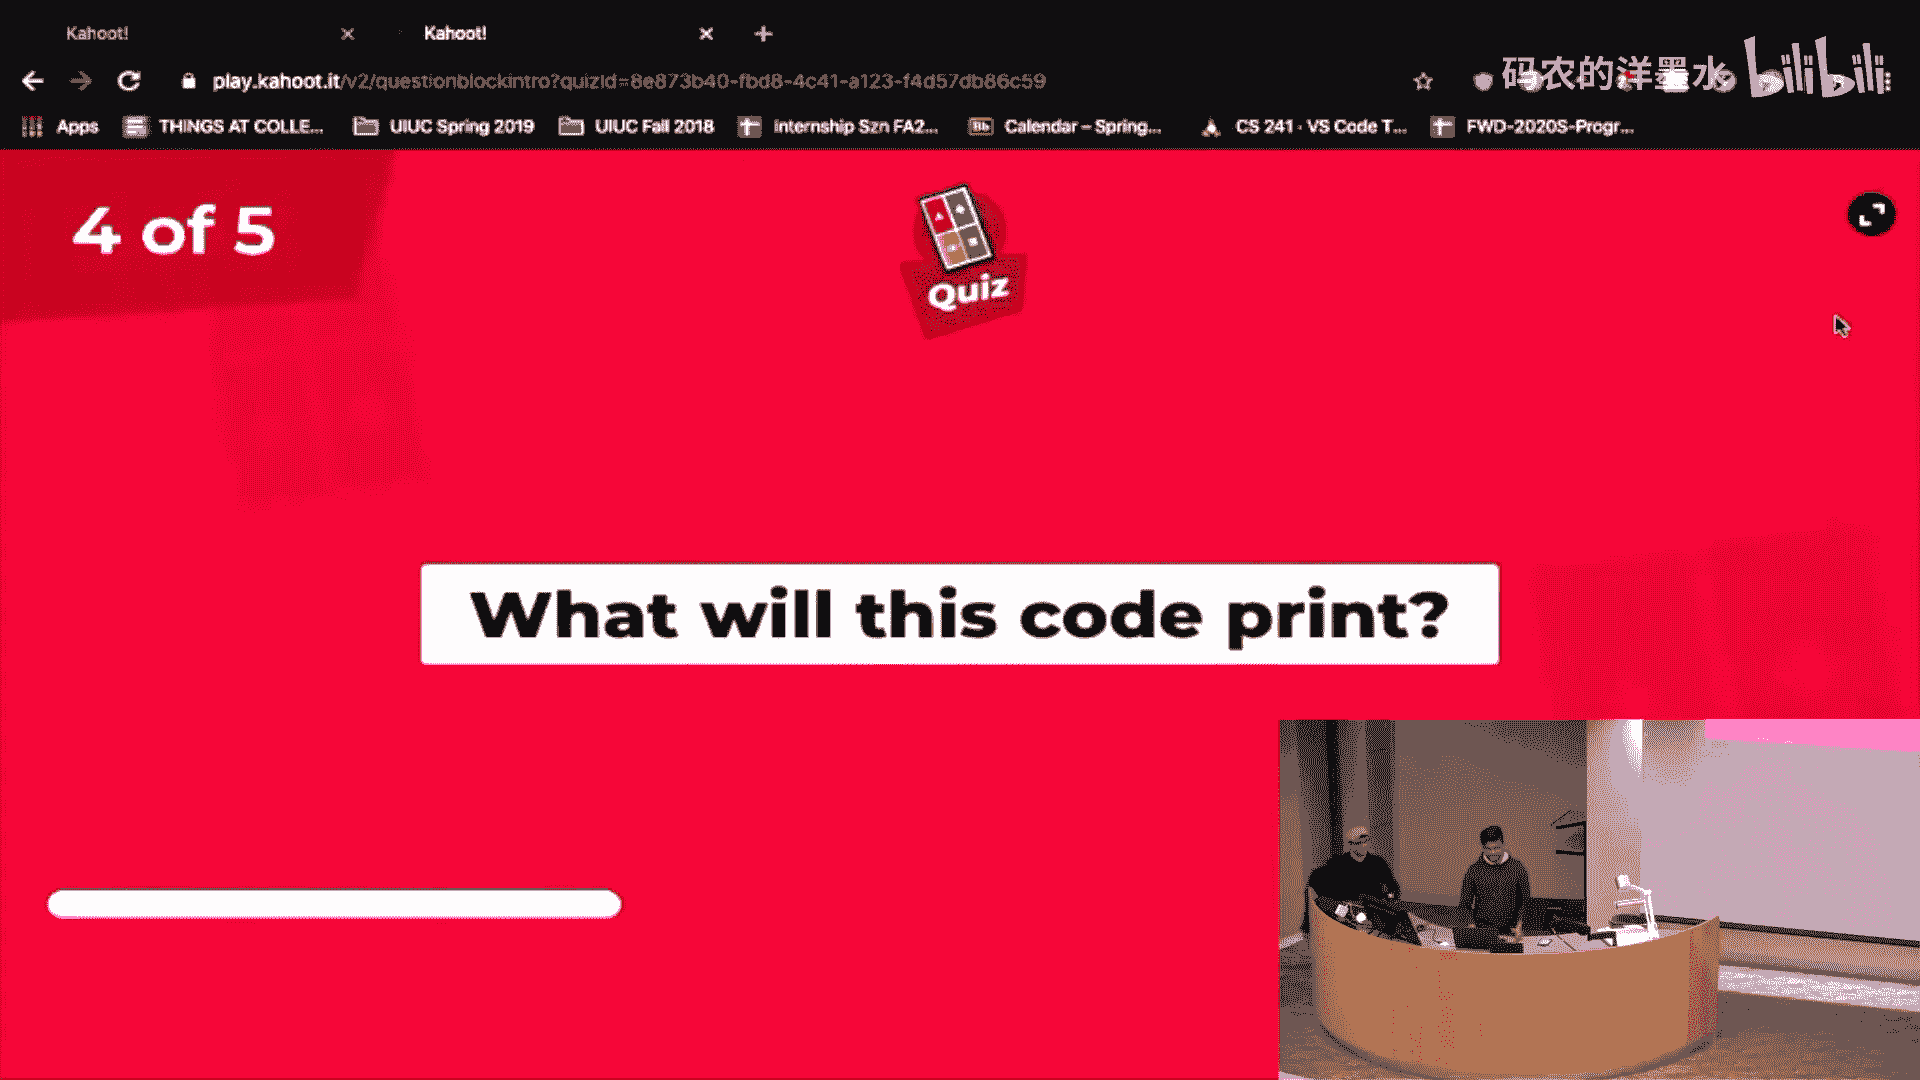 Kahoot!
Kahoot!
play.kahoot.it/v2/questionblockintro?quizId=8e873b40-fbd8-4c41-a123-f4d57db86c59
码农的洋墨水 bilibili
Apps
THINGS AT COLLE...
UIUC Spring 2019
UIUC Fall 2018
Internship Szn FA2...
Bb
Calendar – Spring...
CS 241 · VS Code T...
FWD-2020S-Progr...
4 of 5
Quiz
What will this code print?